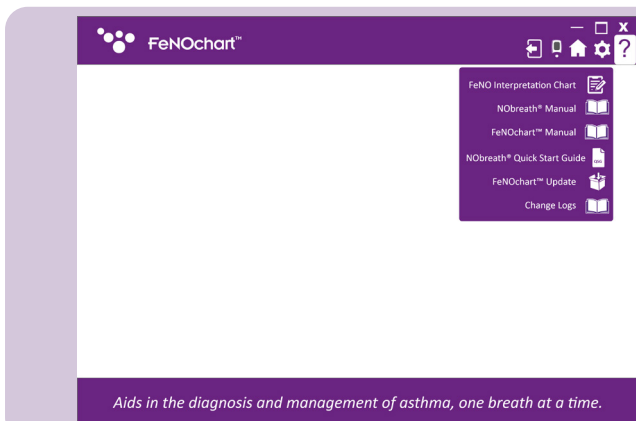 FeNOchart™
FeNO Interpretation Chart
NObreath® Manual
FeNOchart™ Manual
NObreath® Quick Start Guide
FeNOchart™ Update
Change Logs
Aids in the diagnosis and management of asthma, one breath at a time.